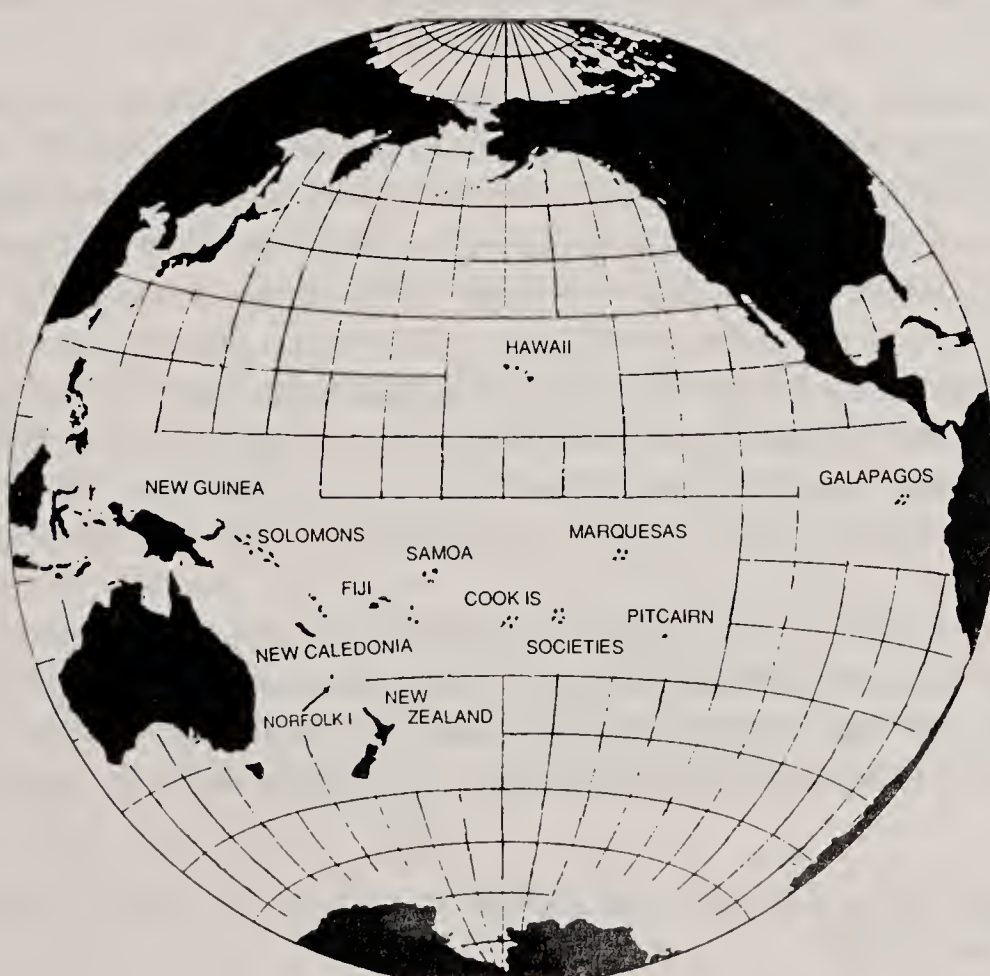 HAWAII
GALAPAGOS
NEW GUINEA
SOLOMONS
MARQUESAS
SAMOA
FIJI
COOK IS
PITCAIRN
NEW CALEDONIA
SOCIETIES
NEW
ZEALAND
NORFOLK I